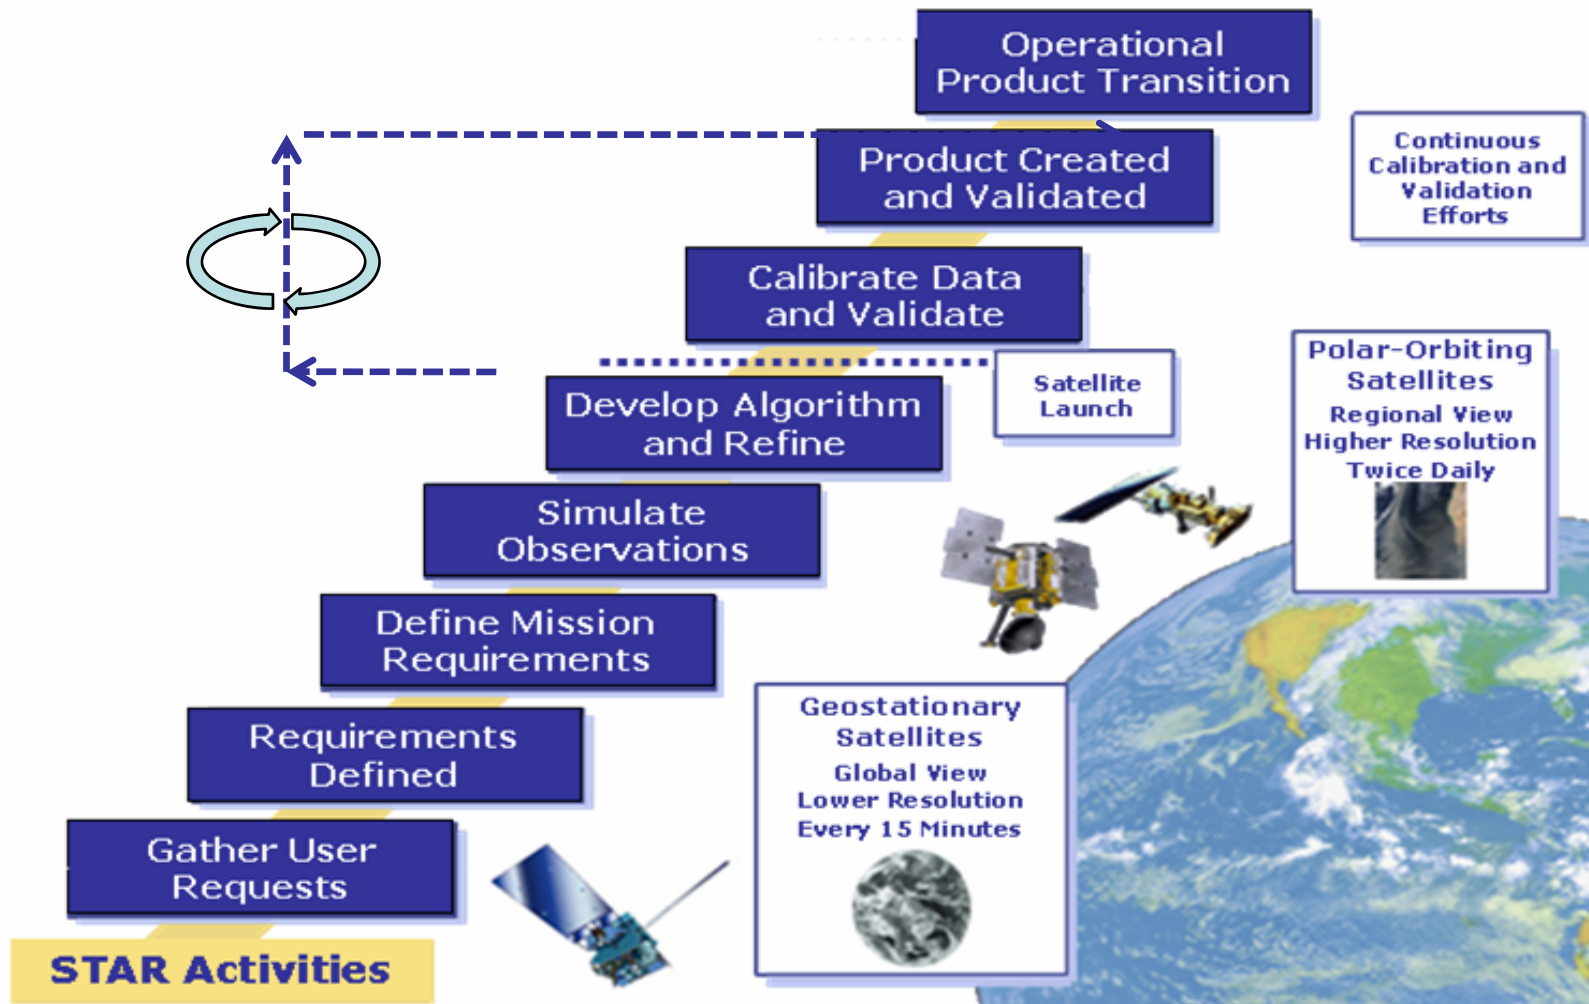 Operational
Product Transition
Continuous
Calibration and
Validation
Efforts
Product Created
and Validated
Calibrate Data
and Validate
Polar-Orbiting
Satellites
Regional View
Higher Resolution
Twice Daily
Satellite
Launch
Develop Algorithm
and Refine
Simulate
Observations
Define Mission
Requirements
Geostationary
Satellites
Global View
Lower Resolution
Every 15 Minutes
Requirements
Defined
Gather User
Requests
STAR Activities